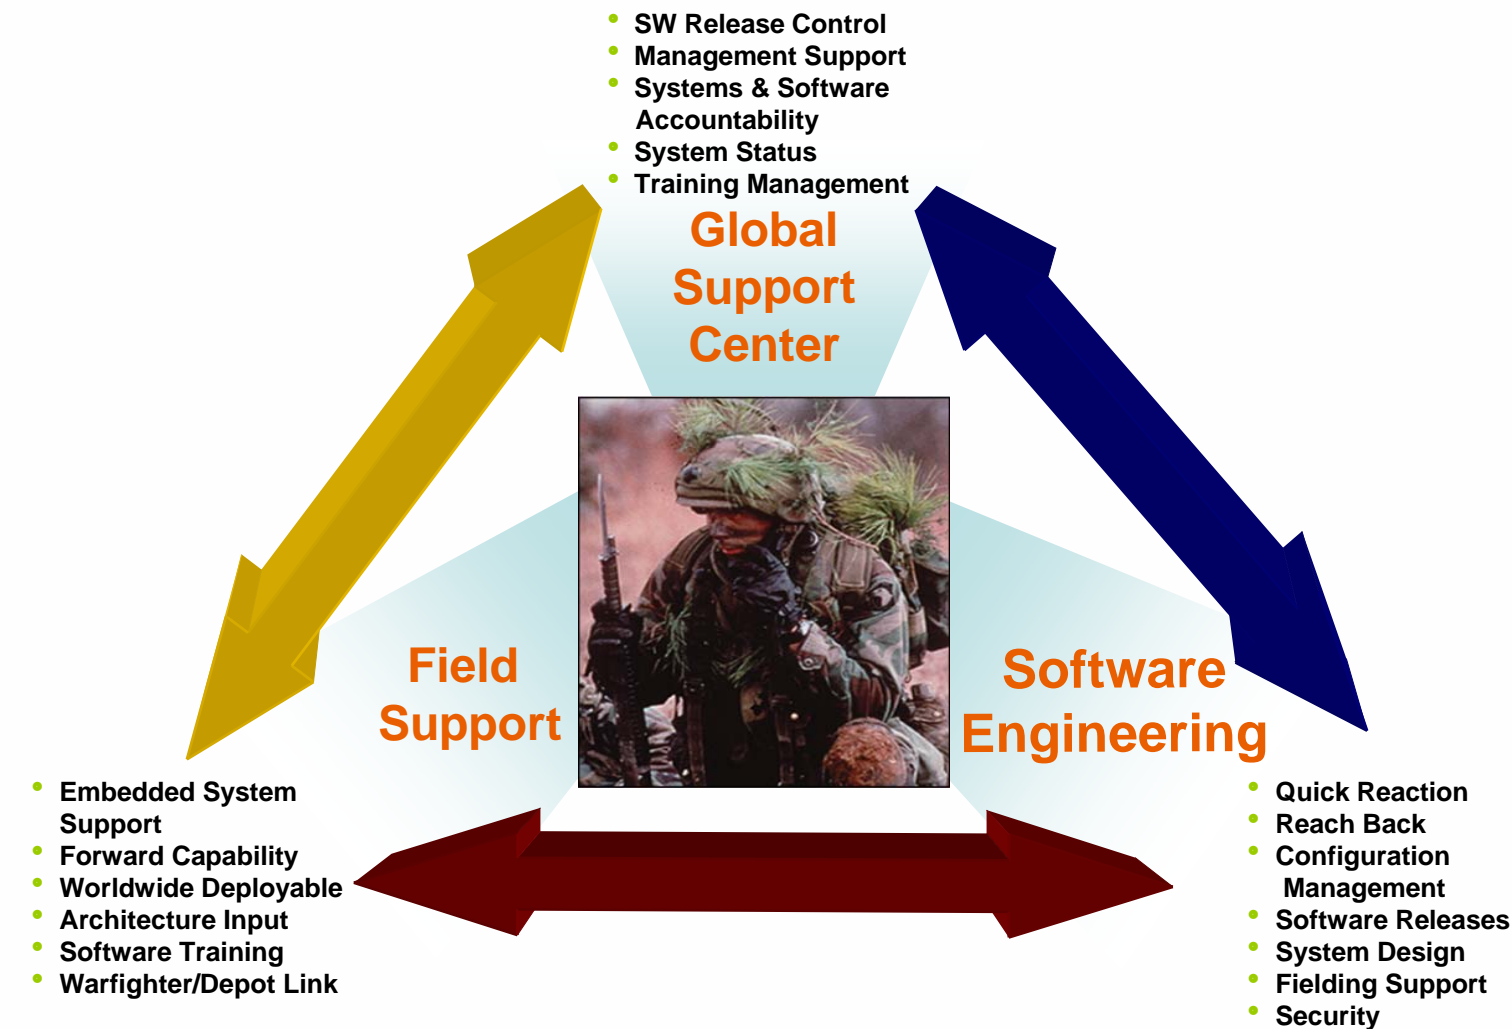 • SW Release Control
• Management Support
• Systems & Software
Accountability
• System Status
• Training Management
Global
Support
Center
Field
Support
Software
Engineering
• Embedded System
Support
• Forward Capability
• Worldwide Deployable
• Architecture Input
• Software Training
• Warfighter/Depot Link
• Quick Reaction
• Reach Back
• Configuration
Management
• Software Releases
• System Design
• Fielding Support
• Security